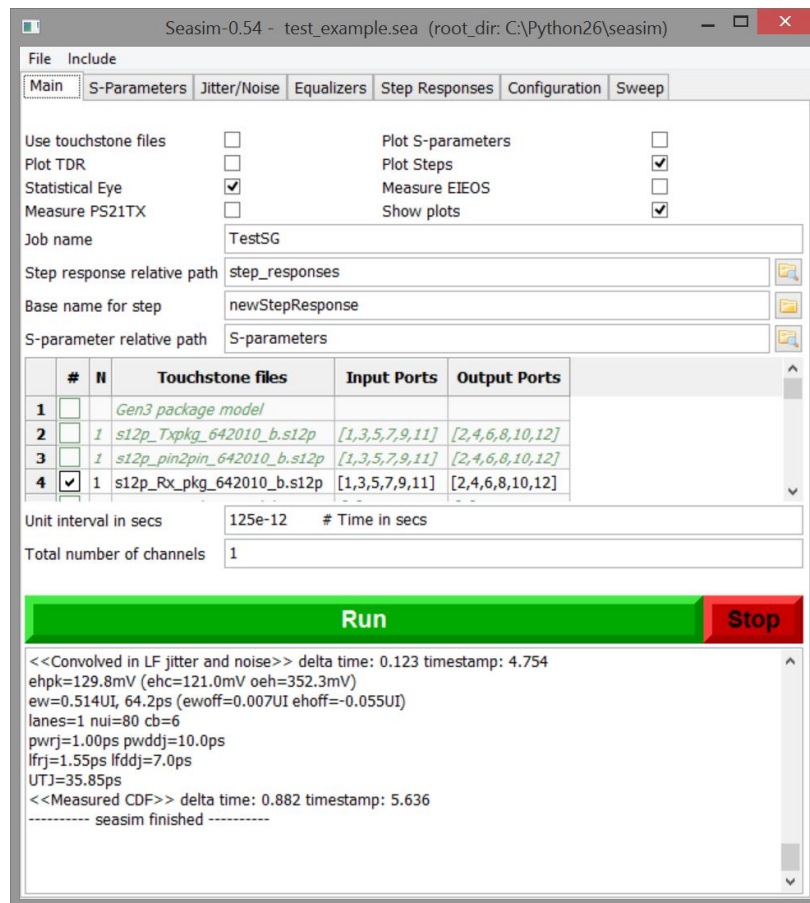 Seasim-0.54 - test_example.sea (root_dir: C:\Python26\seasim)
File Include
Main S-Parameters Jitter/Noise Equalizers Step Responses Configuration Sweep
Use touchstone files Plot S-parameters
Plot TDR Plot Steps
Statistical Eye Measure EIEOS
Measure PS21TX Show plots
Job name TestSG
Step response relative path step_responses
Base name for step newStepResponse
S-parameter relative path S-parameters
# N Touchstone files Input Ports Output Ports
1 Gen3 package model
2 1 s12p_Txpkg_642010_b.s12p [1,3,5,7,9,11] [2,4,6,8,10,12]
3 1 s12p_pin2pin_642010_b.s12p [1,3,5,7,9,11] [2,4,6,8,10,12]
4 1 s12p_Rx_pkg_642010_b.s12p [1,3,5,7,9,11] [2,4,6,8,10,12]
Unit interval in secs 125e-12 # Time in secs
Total number of channels 1
Run Stop
<<Convolved in LF jitter and noise>> delta time: 0.123 timestamp: 4.754
ehpk=129.8mV (ehc=121.0mV oeh=352.3mV)
ew=0.514UI, 64.2ps (ewoff=0.007UI ehoff=-0.055UI)
lanes=1 nui=80 cb=6
pwrj=1.00ps pwddj=10.0ps
lfrj=1.55ps lfddj=7.0ps
UTJ=35.85ps
<<Measured CDF>> delta time: 0.882 timestamp: 5.636
---------- seasim finished ----------